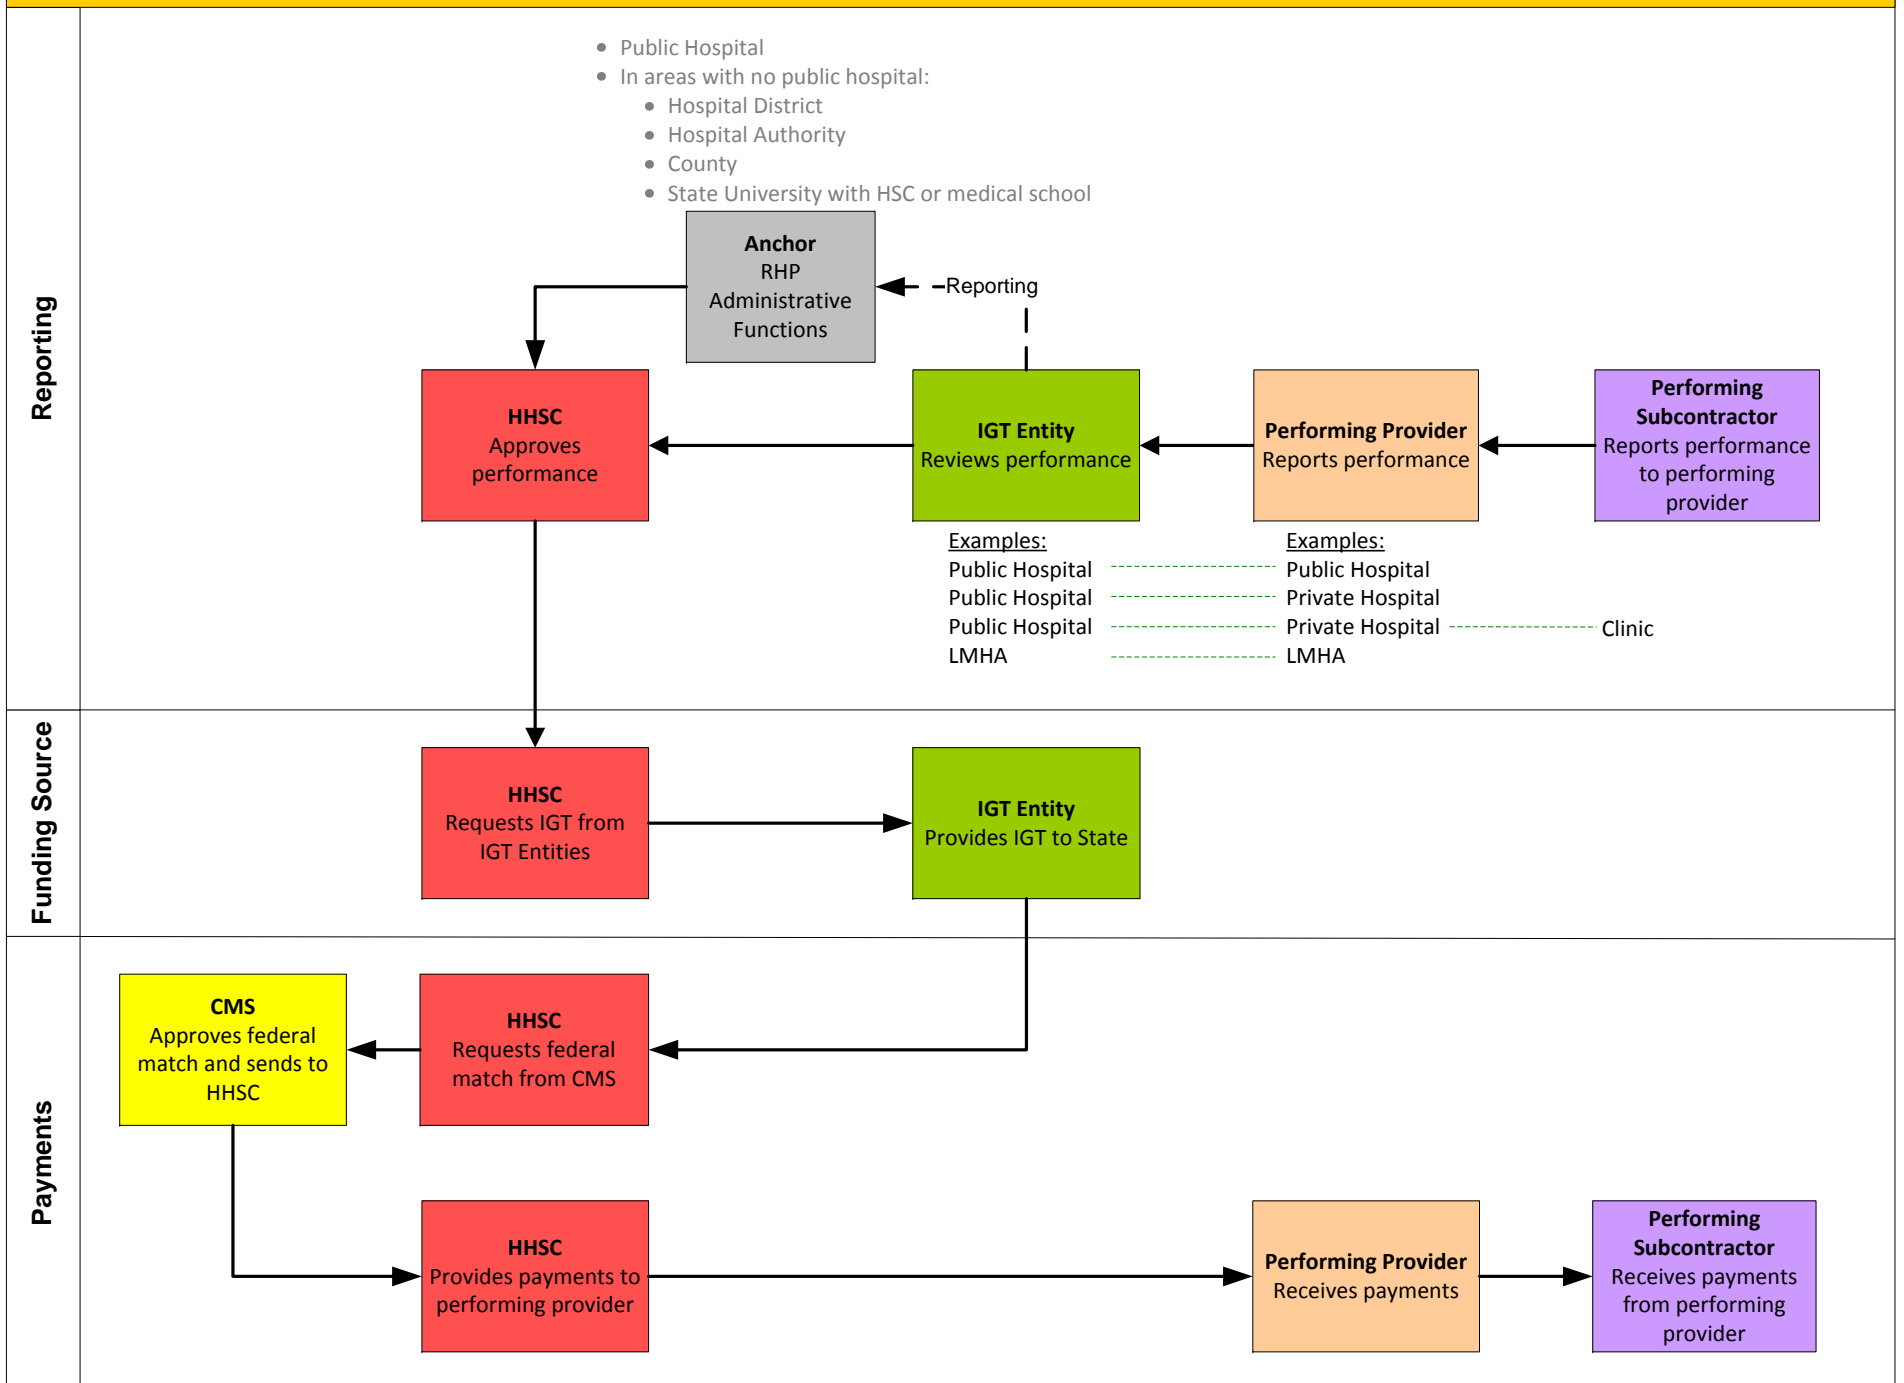 Reporting
• Public Hospital
• In areas with no public hospital:
• Hospital District
• Hospital Authority
• County
• State University with HSC or medical school
Anchor
RHP
Administrative
Functions
Reporting
HHSC
Approves
performance
IGT Entity
Reviews performance
Performing Provider
Reports performance
Performing
Subcontractor
Reports performance
to performing
provider
Examples:
Public Hospital
Public Hospital
Public Hospital
LMHA
Examples:
Public Hospital
Private Hospital
Private Hospital
LMHA
Clinic
Funding Source
HHSC
Requests IGT from
IGT Entities
IGT Entity
Provides IGT to State
Payments
CMS
Approves federal
match and sends to
HHSC
HHSC
Requests federal
match from CMS
HHSC
Provides payments to
performing provider
Performing Provider
Receives payments
Performing
Subcontractor
Receives payments
from performing
provider